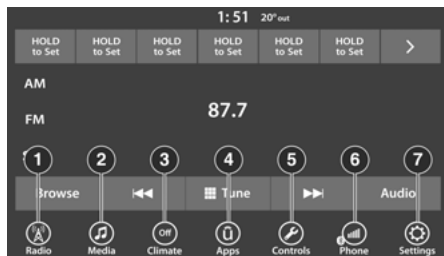 1:51 20° out
HOLD to Set HOLD to Set HOLD to Set HOLD to Set HOLD to Set HOLD to Set >
AM
87.7
FM
1 2 3 4 5 6 7
Browse Tune Audio
Off
Radio Media Climate Apps Controls Phone Settings